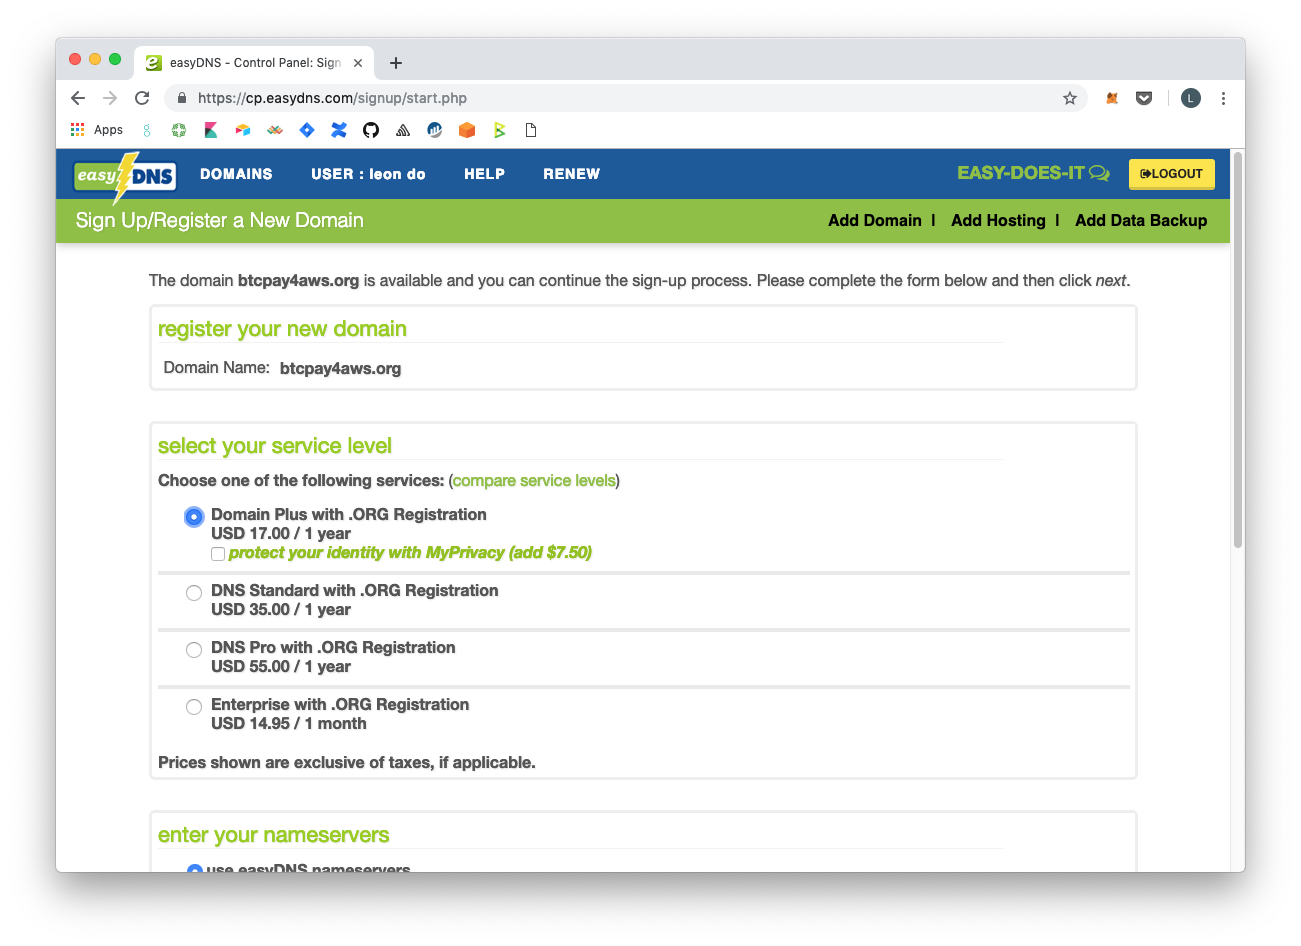 easyDNS - Control Panel: Sign
https://cp.easydns.com/signup/start.php
L
Apps
easyDNS
DOMAINS
USER : leon do
HELP
RENEW
EASY-DOES-IT
LOGOUT
Sign Up/Register a New Domain
Add Domain | Add Hosting | Add Data Backup
The domain btcpay4aws.org is available and you can continue the sign-up process. Please complete the form below and then click next.
register your new domain
Domain Name: btcpay4aws.org
select your service level
Choose one of the following services: (compare service levels)
Domain Plus with .ORG Registration
USD 17.00 / 1 year
protect your identity with MyPrivacy (add $7.50)
DNS Standard with .ORG Registration
USD 35.00 / 1 year
DNS Pro with .ORG Registration
USD 55.00 / 1 year
Enterprise with .ORG Registration
USD 14.95 / 1 month
Prices shown are exclusive of taxes, if applicable.
enter your nameservers
use easyDNS nameservers